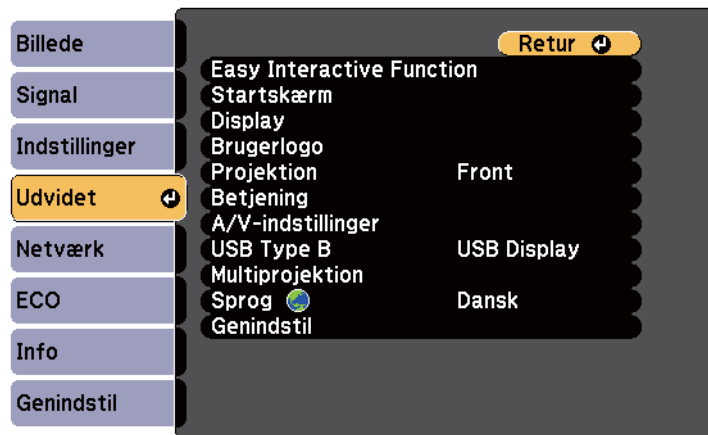 Billede
Signal
Indstillinger
Udvidet
Netværk
ECO
Info
Genindstil
Retur
Easy Interactive Function
Startskærm
Display
Brugerlogo
Projektion Front
Betjening
A/V-indstillinger
USB Type B USB Display
Multiprojektion
Sprog Dansk
Genindstil